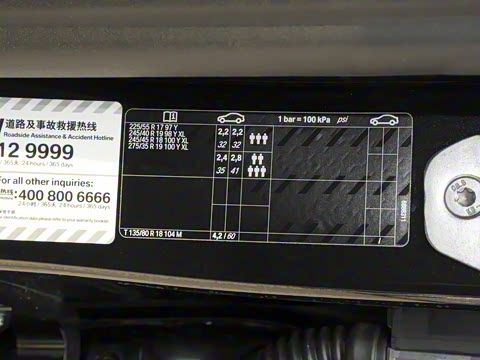 道路及事故救援热线
Roadside Assistance & Accident Hotline
12 9999
/ 365天 24 hours / 365 days
For all other inquiries:
热线:400 800 6666
24小时 / 365天 24 hours / 365 days
1 bar = 100 kPa psi
225/55 R 17 97 Y
245/40 R 19 98 Y XL
245/45 R 18 100 Y XL
275/35 R 19 100 Y XL
2,2 2,2
32 32
2,4 2,8
35 41
T 135/80 R 18 104 M
4,2 / 60